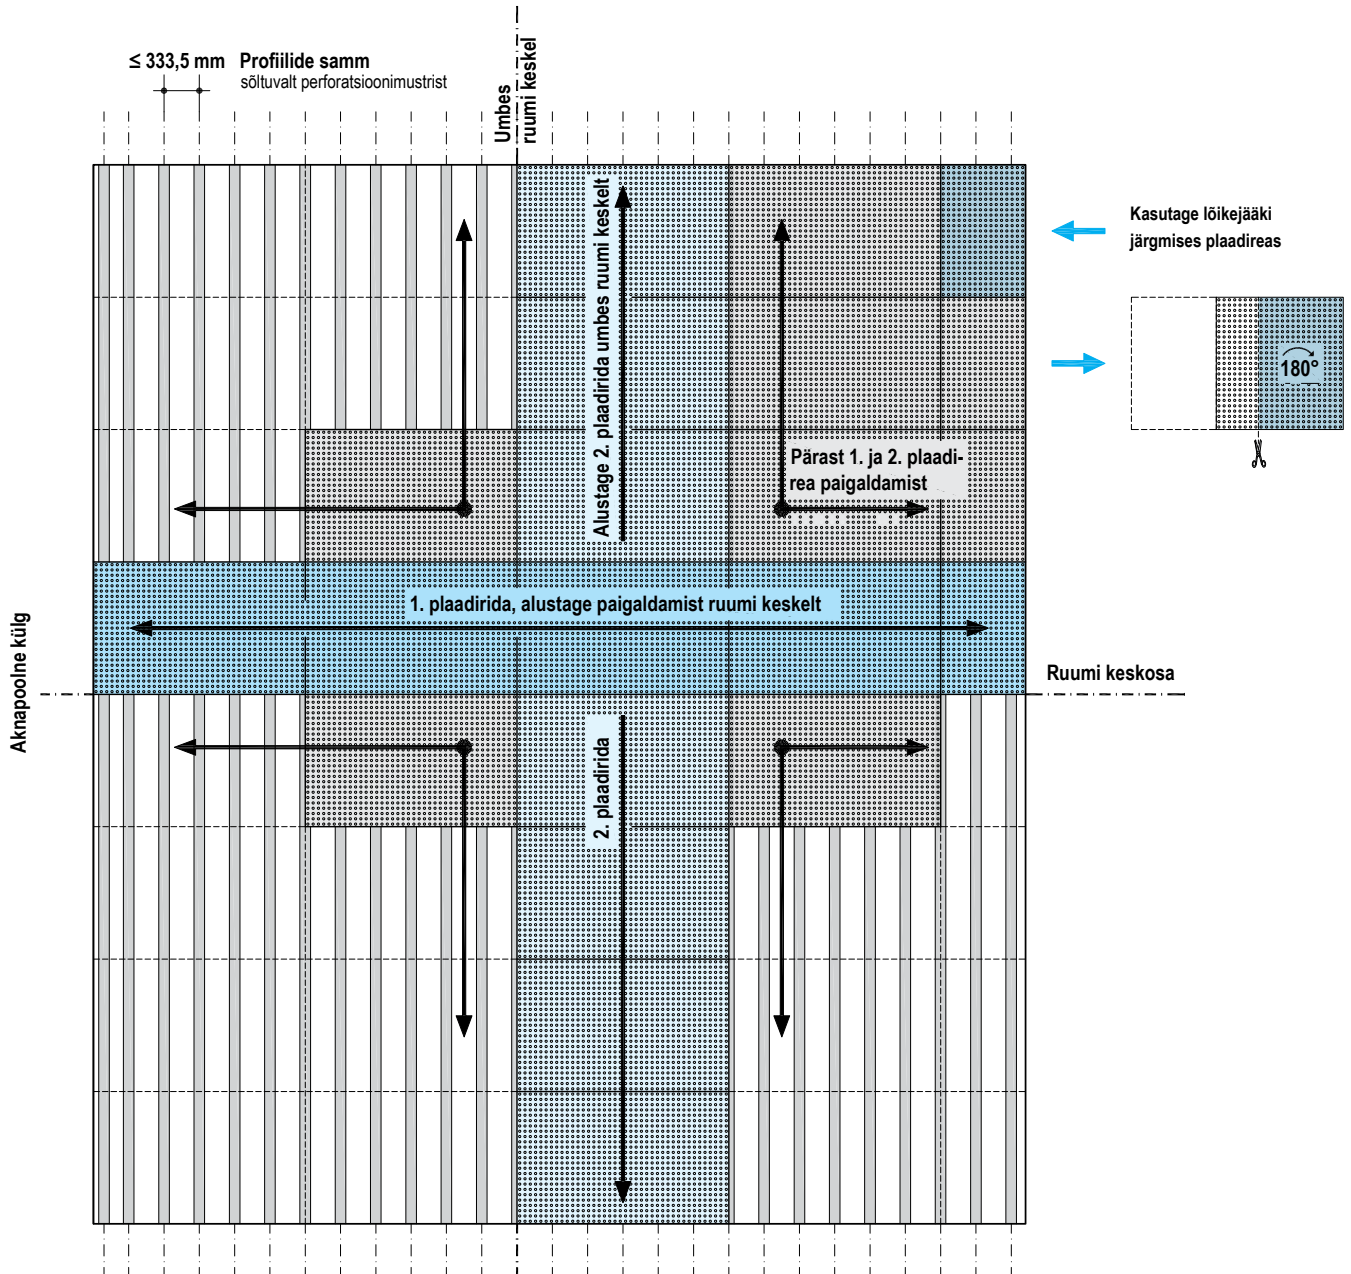 ≤ 333,5 mm Profiilide samm
sõltuvalt perforatsioonimustrist
Umbes
ruumi keskel
Alustage 2. plaadirida umbes ruumi keskelt
Kasutage lõikejääki
järgmises plaadireas
180°
Pärast 1. ja 2. plaadi-
rea paigaldamist
1. plaadirida, alustage paigaldamist ruumi keskelt
Aknapoolne külg
Ruumi keskosa
2. plaadirida